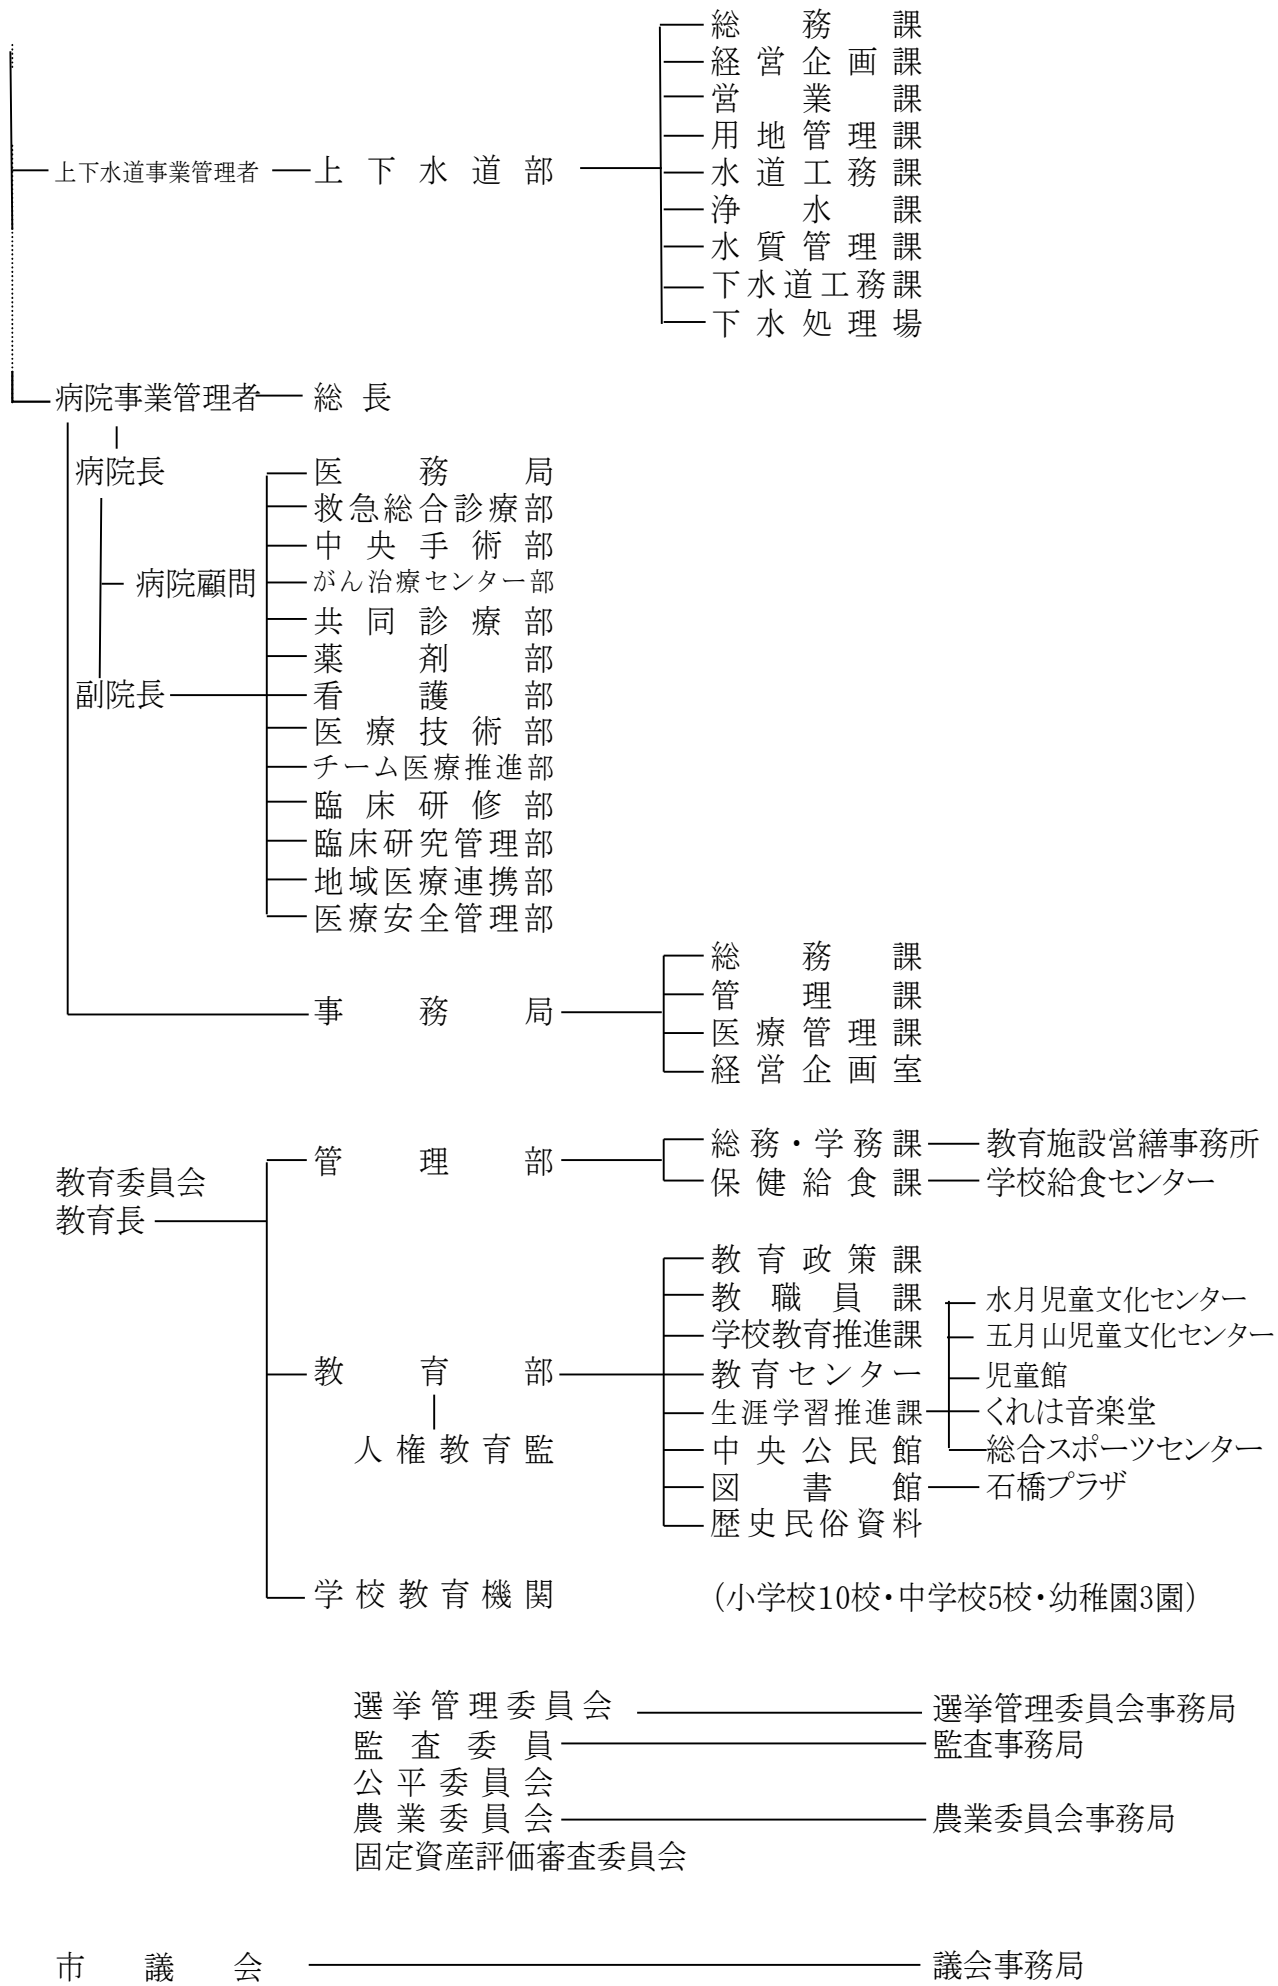 総務課
経営企画課
営業課
用地管理課
上下水道事業管理者 上下水道部 水道工務課
浄水課
水質管理課
下水道工務課
下水処理場
病院事業管理者 総長
病院長 医務局
救急総合診療部
中央手術部
病院顧問 がん治療センター部
共同診療部
薬剤部
副院長 看護部
医療技術部
チーム医療推進部
臨床研修部
臨床研究管理部
地域医療連携部
医療安全管理部
総務課
管理課
事務局
医療管理課
経営企画室
管理部 総務・学務課 教育施設営繕事務所
教育委員会 保健給食課 学校給食センター
教育長
教育政策課
教職員課 水月児童文化センター
学校教育推進課 五月山児童文化センター
教育部 教育センター 児童館
生涯学習推進課 くれは音楽堂
人権教育監 中央公民館 総合スポーツセンター
図書館 石橋プラザ
歴史民俗資料
学校教育機関 (小学校10校・中学校5校・幼稚園3園)
選挙管理委員会 選挙管理委員会事務局
監査委員 監査事務局
公平委員会
農業委員会 農業委員会事務局
固定資産評価審査委員会
市議会 議会事務局